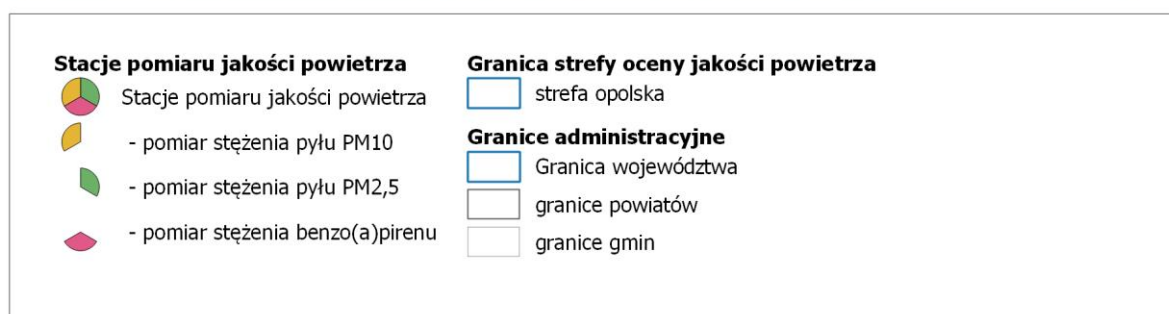 Stacje pomiaru jakości powietrza
Stacje pomiaru jakości powietrza
- pomiar stężenia pyłu PM10
- pomiar stężenia pyłu PM2,5
- pomiar stężenia benzo(a)pirenu
Granica strefy oceny jakości powietrza
strefa opolska
Granice administracyjne
Granica województwa
granice powiatów
granice gmin